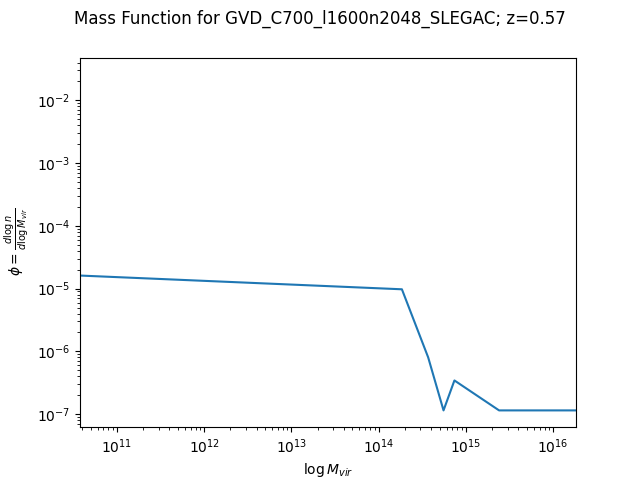 Mass Function for GVD_C700_l1600n2048_SLEGAC; z=0.57
10⁻²
10⁻³
10⁻⁴
10⁻⁵
10⁻⁶
10⁻⁷
ϕ = d log n / d log M_vir
10¹¹ 10¹² 10¹³ 10¹⁴ 10¹⁵ 10¹⁶
log M_vir